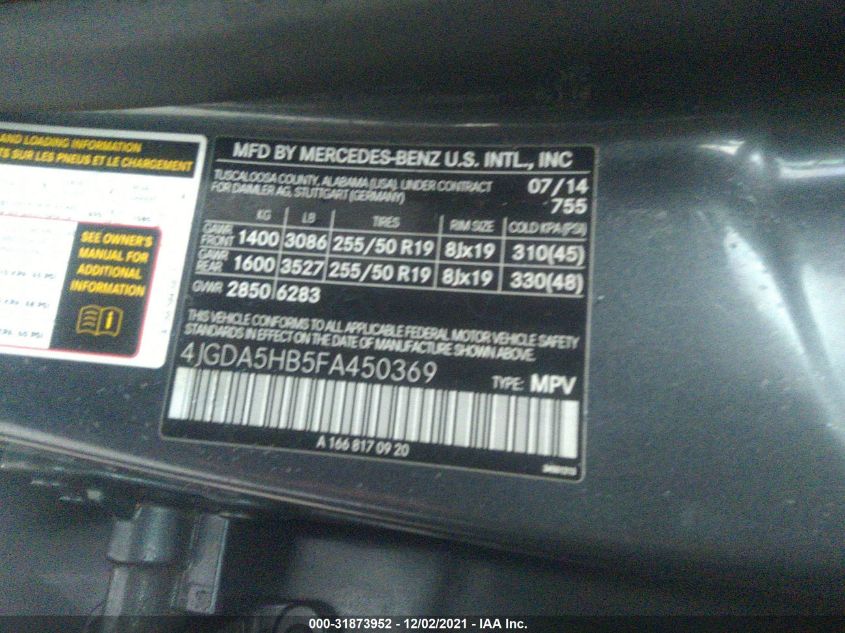 AND LOADING INFORMATION
TS SUR LES PNEUS ET LE CHARGEMENT
SEE OWNER'S
MANUAL FOR
ADDITIONAL
INFORMATION
MFD BY MERCEDES-BENZ U.S. INTL., INC
TUSCALOOSA COUNTY, ALABAMA (USA), UNDER CONTRACT
FOR DAIMLER AG, STUTTGART (GERMANY)
07/14
755
KG LB TIRES RIM SIZE COLD KPA(PSI)
GAWR FRONT 1400 3086 255/50 R19 8Jx19 310(45)
GAWR REAR 1600 3527 255/50 R19 8Jx19 330(48)
GVWR 2850 6283
THIS VEHICLE CONFORMS TO ALL APPLICABLE FEDERAL MOTOR VEHICLE SAFETY
STANDARDS IN EFFECT ON THE DATE OF MANUFACTURE SHOWN ABOVE.
4JGDA5HB5FA450369
TYPE: MPV
A 166 817 09 20
000-31873952 - 12/02/2021 - IAA Inc.